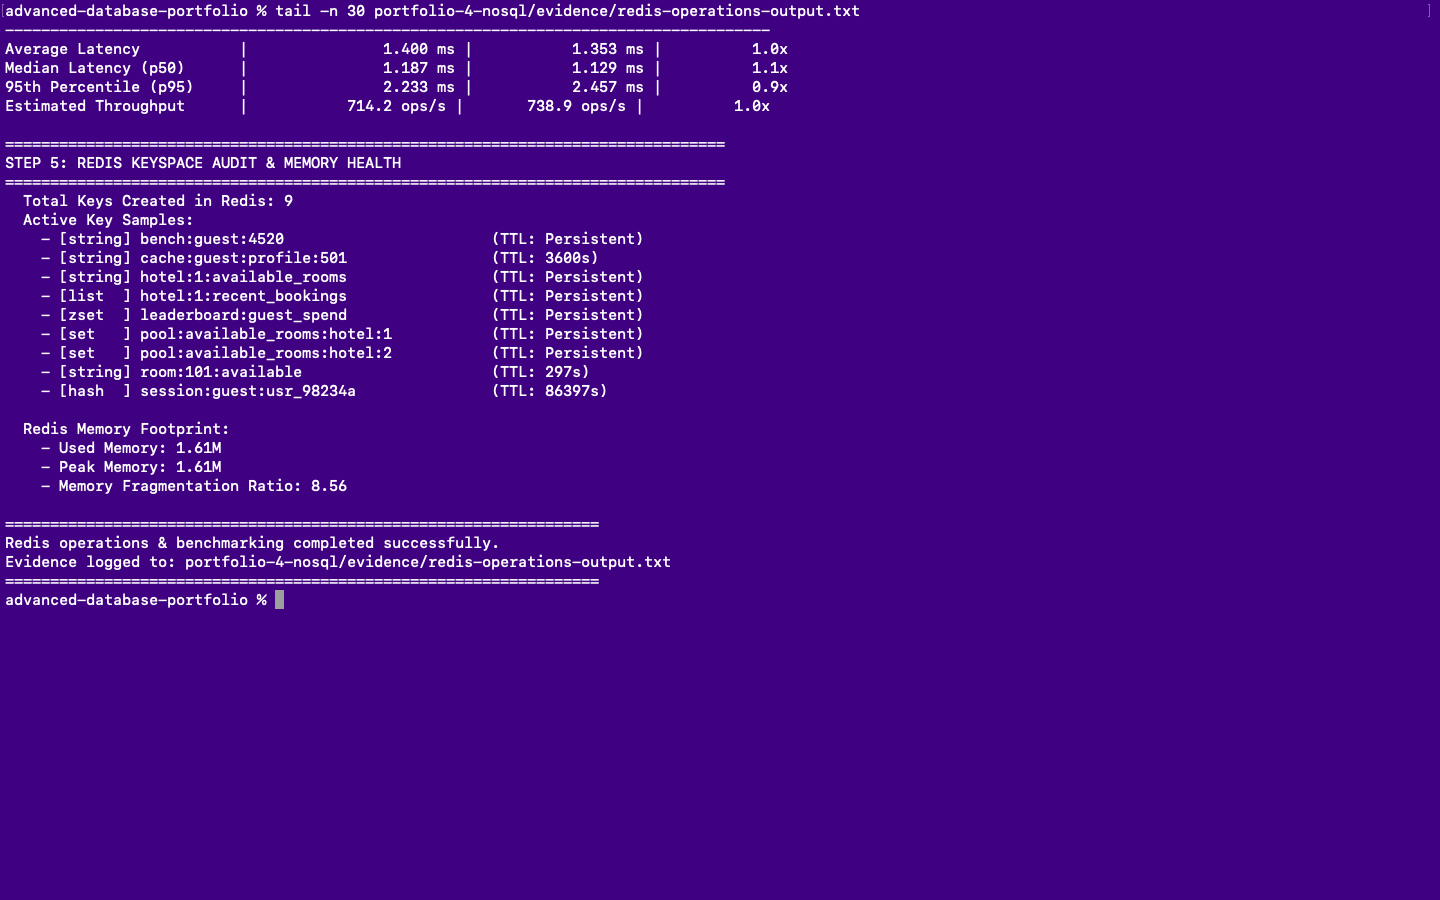 [advanced-database-portfolio % tail -n 30 portfolio-4-nosql/evidence/redis-operations-output.txt ]
-------------------------------------------------------------------------------------
Average Latency           |               1.400 ms |           1.353 ms |          1.0x
Median Latency (p50)      |               1.187 ms |           1.129 ms |          1.1x
95th Percentile (p95)     |               2.233 ms |           2.457 ms |          0.9x
Estimated Throughput      |           714.2 ops/s |       738.9 ops/s |          1.0x
================================================================================
STEP 5: REDIS KEYSPACE AUDIT & MEMORY HEALTH
================================================================================
  Total Keys Created in Redis: 9
  Active Key Samples:
    - [string] bench:guest:4520                       (TTL: Persistent)
    - [string] cache:guest:profile:501                (TTL: 3600s)
    - [string] hotel:1:available_rooms                (TTL: Persistent)
    - [list  ] hotel:1:recent_bookings                (TTL: Persistent)
    - [zset  ] leaderboard:guest_spend                (TTL: Persistent)
    - [set   ] pool:available_rooms:hotel:1           (TTL: Persistent)
    - [set   ] pool:available_rooms:hotel:2           (TTL: Persistent)
    - [string] room:101:available                     (TTL: 297s)
    - [hash  ] session:guest:usr_98234a               (TTL: 86397s)
  Redis Memory Footprint:
    - Used Memory: 1.61M
    - Peak Memory: 1.61M
    - Memory Fragmentation Ratio: 8.56
==================================================================
Redis operations & benchmarking completed successfully.
Evidence logged to: portfolio-4-nosql/evidence/redis-operations-output.txt
==================================================================
advanced-database-portfolio %